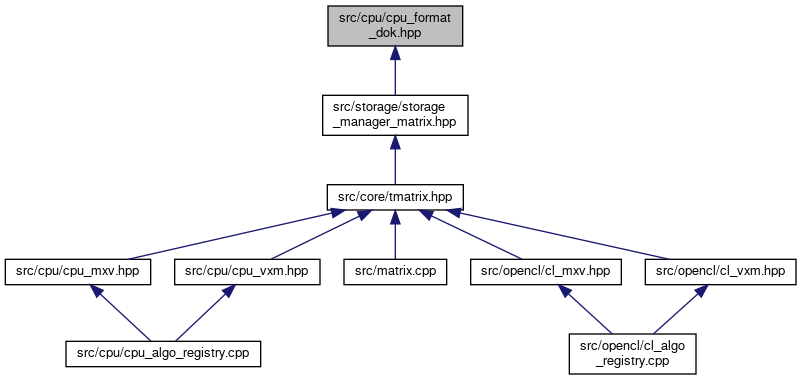 src/cpu/cpu_format
_dok.hpp
src/storage/storage
_manager_matrix.hpp
src/core/tmatrix.hpp
src/cpu/cpu_mxv.hpp
src/cpu/cpu_vxm.hpp
src/matrix.cpp
src/opencl/cl_mxv.hpp
src/opencl/cl_vxm.hpp
src/cpu/cpu_algo_registry.cpp
src/opencl/cl_algo
_registry.cpp